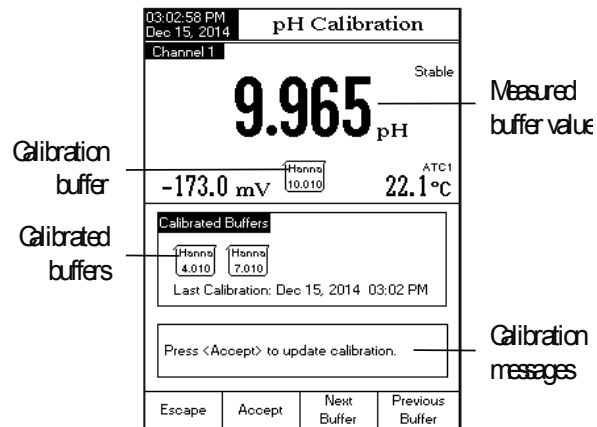 03:02:58 PM
Dec 15, 2014
pH Calibration
Channel 1
Stable
9.965 pH
Measured
buffer value
Calibration
buffer
-173.0 mV
Hanna
10.010
ATC1
22.1°C
Calibrated Buffers
Calibrated
buffers
Hanna
4.010
Hanna
7.010
Last Calibration: Dec 15, 2014 03:02 PM
Press <Accept> to update calibration.
Calibration
messages
Escape
Accept
Next
Buffer
Previous
Buffer